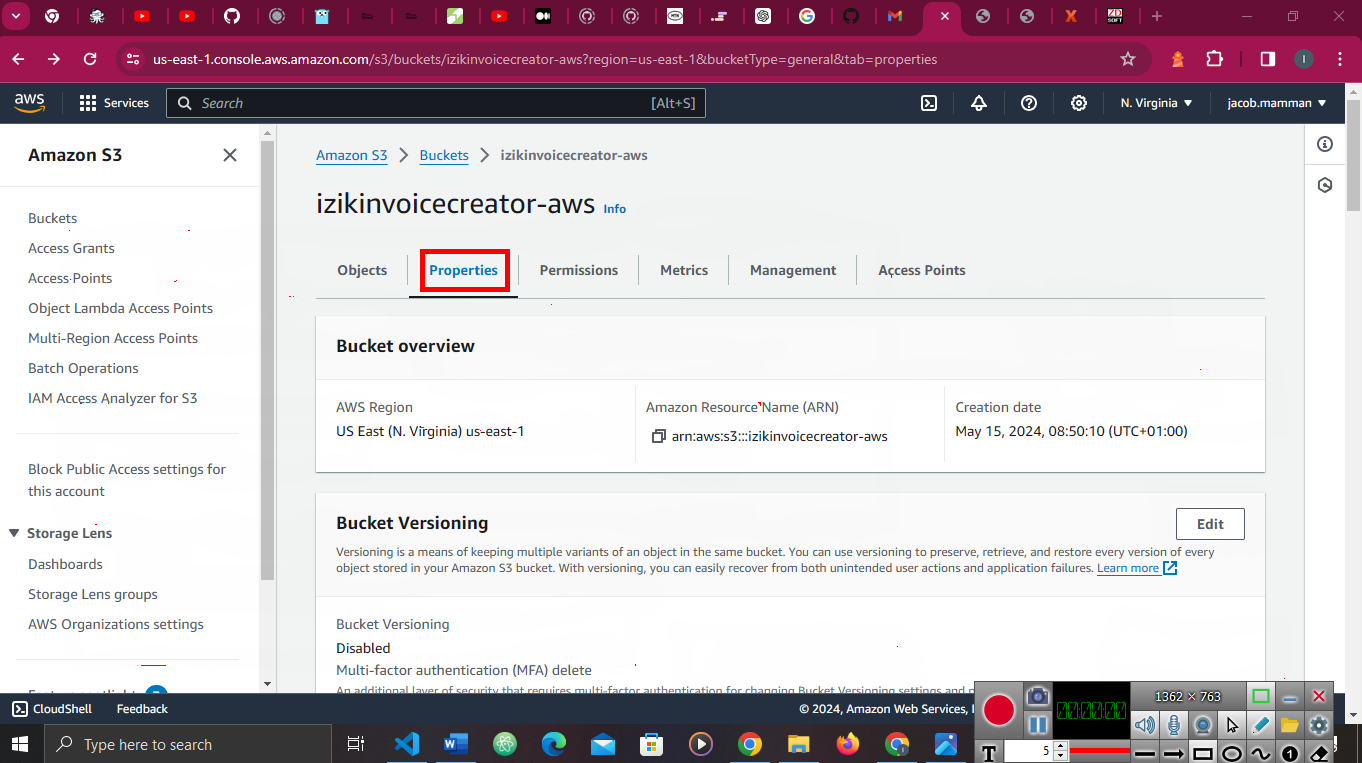 us-east-1.console.aws.amazon.com/s3/buckets/izikinvoicecreator-aws?region=us-east-1&bucketType=general&tab=properties
aws
Services
Search
[Alt+S]
N. Virginia
jacob.mamman
Amazon S3
Buckets
Access Grants
Access Points
Object Lambda Access Points
Multi-Region Access Points
Batch Operations
IAM Access Analyzer for S3
Block Public Access settings for
this account
Storage Lens
Dashboards
Storage Lens groups
AWS Organizations settings
Amazon S3
Buckets
izikinvoicecreator-aws
izikinvoicecreator-aws Info
Objects
Properties
Permissions
Metrics
Management
Access Points
Bucket overview
AWS Region
US East (N. Virginia) us-east-1
Amazon Resource Name (ARN)
arn:aws:s3:::izikinvoicecreator-aws
Creation date
May 15, 2024, 08:50:10 (UTC+01:00)
Bucket Versioning
Edit
Versioning is a means of keeping multiple variants of an object in the same bucket. You can use versioning to preserve, retrieve, and restore every version of every
object stored in your Amazon S3 bucket. With versioning, you can easily recover from both unintended user actions and application failures. Learn more
Bucket Versioning
Disabled
Multi-factor authentication (MFA) delete
An additional layer of security that requires multi-factor authentication for changing Bucket Versioning settings and
CloudShell
Feedback
© 2024, Amazon Web Services,
1362 × 763
00:00:00
T
5
1
Type here to search